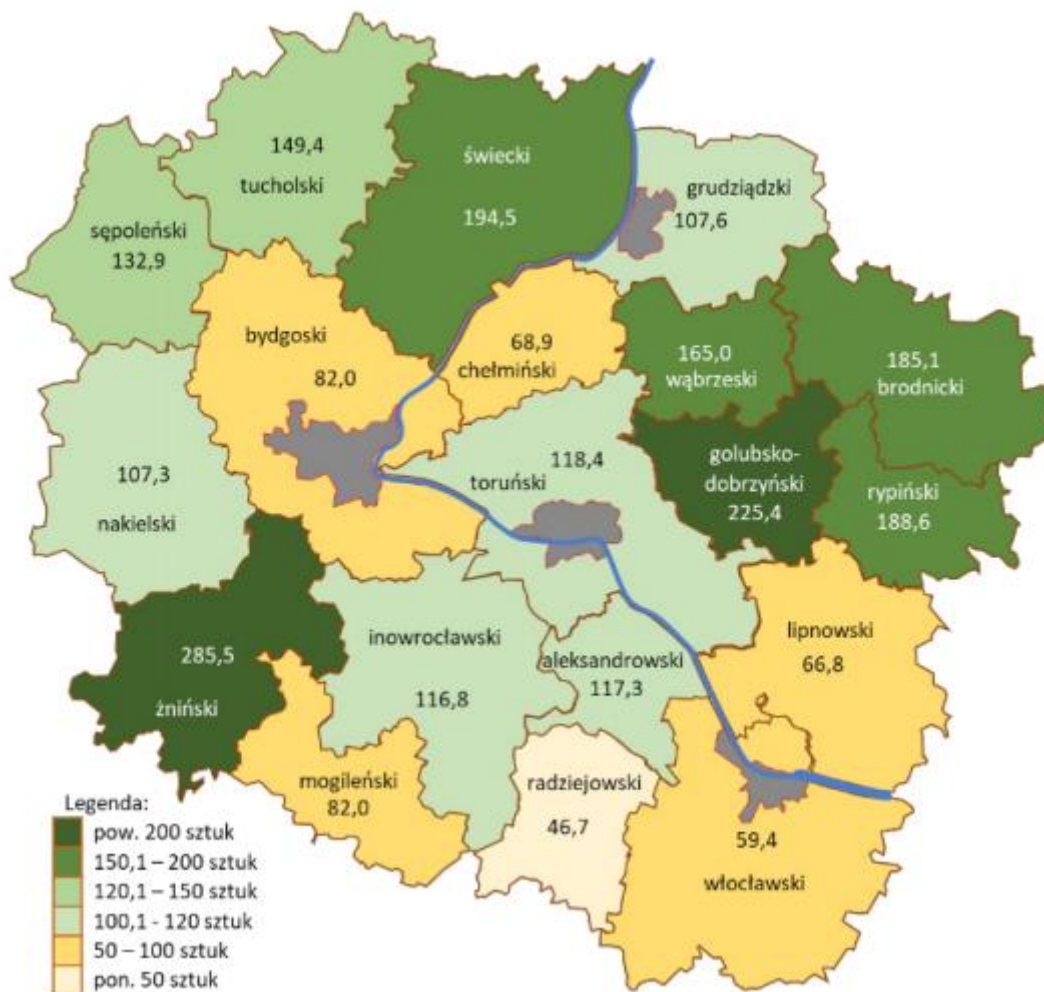 149,4
tucholski
świecki
194,5
grudziądzki
107,6
sępoleński
132,9
bydgoski
82,0
68,9
chełmiński
165,0
wąbrzeski
185,1
brodnicki
107,3
nakielski
118,4
toruński
golubsko-
dobrzyński
225,4
rypiński
188,6
285,5
żniński
inowrocławski
116,8
aleksandrowski
117,3
lipnowski
66,8
mogileński
82,0
radziejowski
46,7
59,4
włocławski
Legenda:
pow. 200 sztuk
150,1 – 200 sztuk
120,1 – 150 sztuk
100,1 - 120 sztuk
50 – 100 sztuk
pon. 50 sztuk